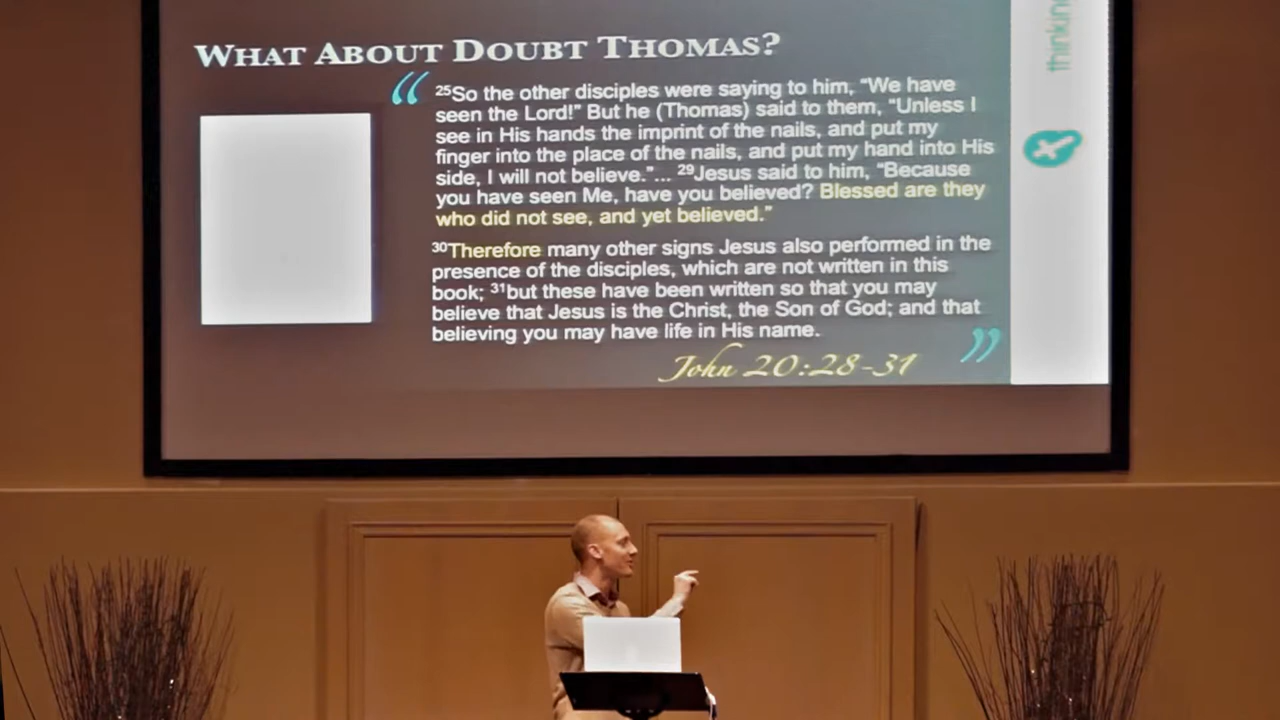 WHAT ABOUT DOUBT THOMAS?
“ 25So the other disciples were saying to him, “We have
seen the Lord!” But he (Thomas) said to them, “Unless I
see in His hands the imprint of the nails, and put my
finger into the place of the nails, and put my hand into His
side, I will not believe.”... 29Jesus said to him, “Because
you have seen Me, have you believed? Blessed are they
who did not see, and yet believed.”
30Therefore many other signs Jesus also performed in the
presence of the disciples, which are not written in this
book; 31but these have been written so that you may
believe that Jesus is the Christ, the Son of God; and that
believing you may have life in His name. ”
John 20:28-31